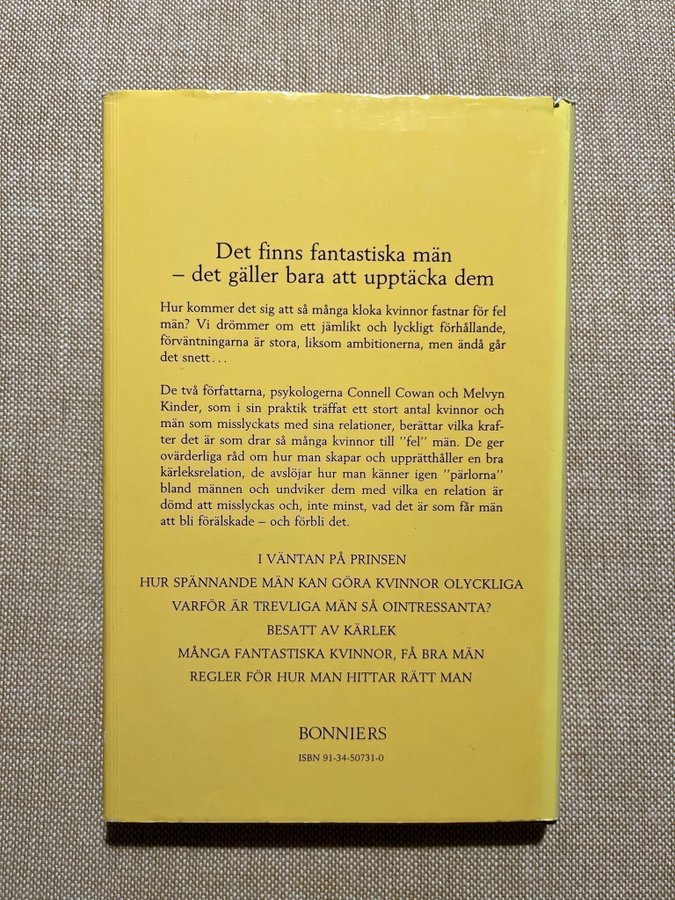 Det finns fantastiska män
– det gäller bara att upptäcka dem
Hur kommer det sig att så många kloka kvinnor fastnar för fel
män? Vi drömmer om ett jämlikt och lyckligt förhållande,
förväntningarna är stora, liksom ambitionerna, men ändå går
det snett...
De två författarna, psykologerna Connell Cowan och Melvyn
Kinder, som i sin praktik träffat ett stort antal kvinnor och
män som misslyckats med sina relationer, berättar vilka kraf-
ter det är som drar så många kvinnor till ”fel” män. De ger
ovärderliga råd om hur man skapar och upprätthåller en bra
kärleksrelation, de avslöjar hur man känner igen ”pärlorna”
bland männen och undviker dem med vilka en relation är
dömd att misslyckas och, inte minst, vad det är som får män
att bli förälskade – och förbli det.
I VÄNTAN PÅ PRINSEN
HUR SPÄNNANDE MÄN KAN GÖRA KVINNOR OLYCKLIGA
VARFÖR ÄR TREVLIGA MÄN SÅ OINTRESSANTA?
BESATT AV KÄRLEK
MÅNGA FANTASTISKA KVINNOR, FÅ BRA MÄN
REGLER FÖR HUR MAN HITTAR RÄTT MAN
BONNIERS
ISBN 91-34-50731-0